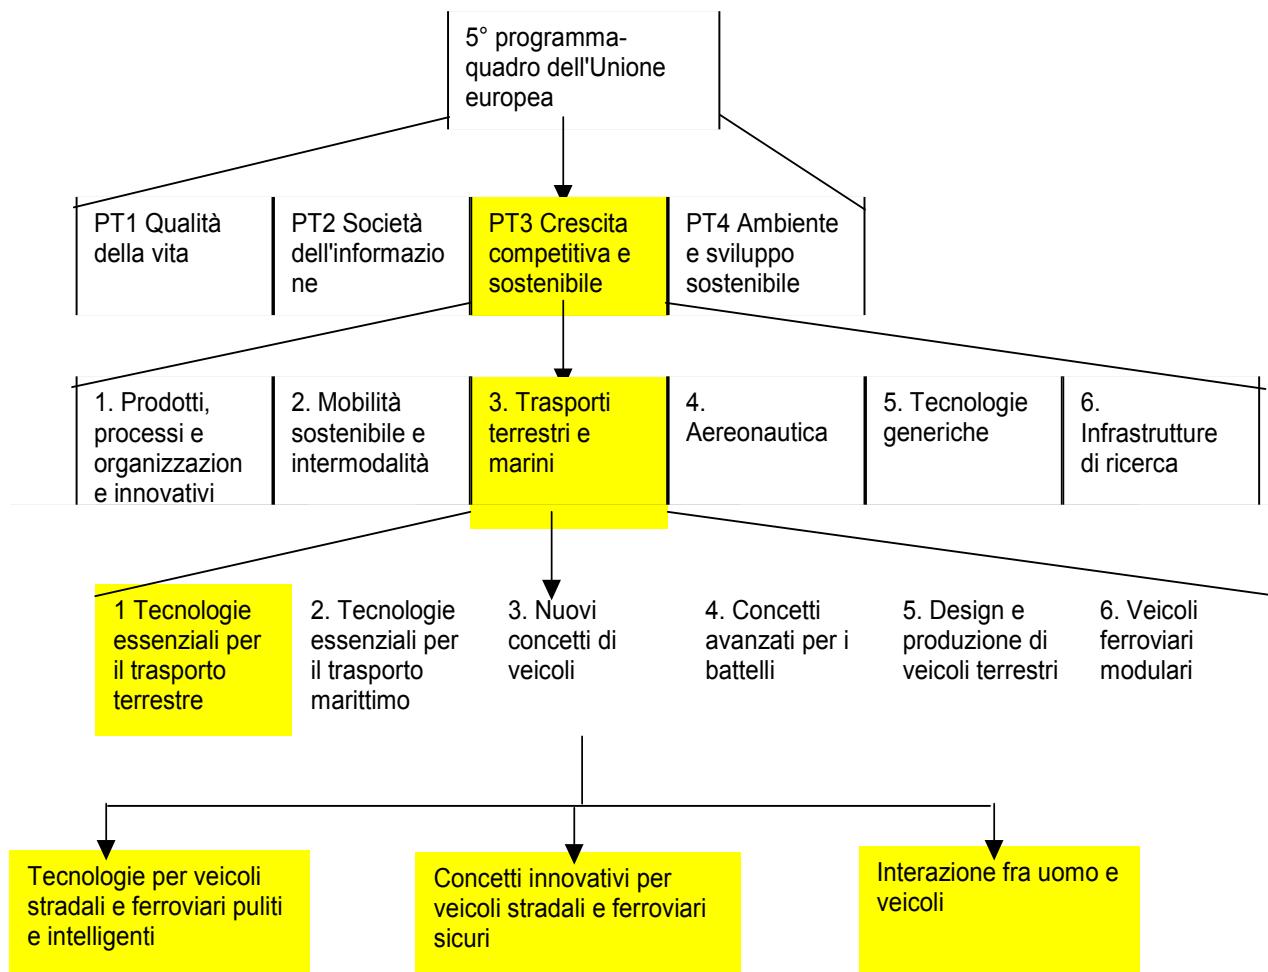 5° programma-
quadro dell'Unione
europea
PT1 Qualità
della vita
PT2 Società
dell'informazio
ne
PT3 Crescita
competitiva e
sostenibile
PT4 Ambiente
e sviluppo
sostenibile
1. Prodotti,
processi e
organizzazion
e innovativi
2. Mobilità
sostenibile e
intermodalità
3. Trasporti
terrestri e
marini
4.
Aereonautica
5. Tecnologie
generiche
6.
Infrastrutture
di ricerca
1 Tecnologie
essenziali per
il trasporto
terrestre
2. Tecnologie
essenziali per
il trasporto
marittimo
3. Nuovi
concetti di
veicoli
4. Concetti
avanzati per i
battelli
5. Design e
produzione di
veicoli terrestri
6. Veicoli
ferroviari
modulari
Tecnologie per veicoli
stradali e ferroviari puliti
e intelligenti
Concetti innovativi per
veicoli stradali e ferroviari
sicuri
Interazione fra uomo e
veicoli